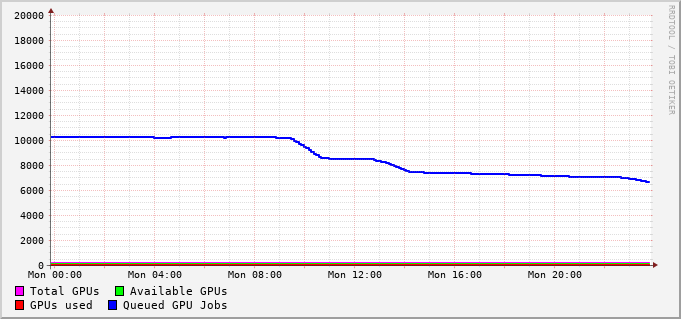 20000
18000
16000
14000
12000
10000
8000
6000
4000
2000
0
Mon 00:00 Mon 04:00 Mon 08:00 Mon 12:00 Mon 16:00 Mon 20:00
Total GPUs Available GPUs
GPUs used Queued GPU Jobs
RRDTOOL / TOBI OETIKER